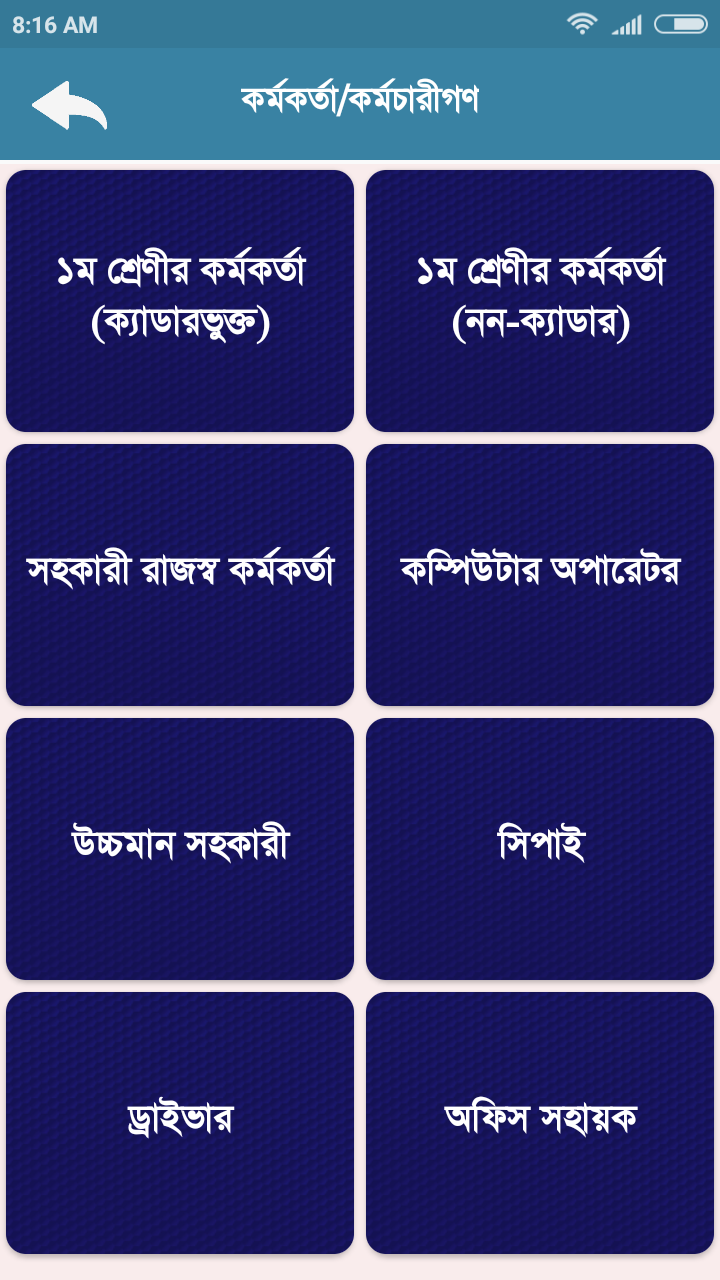 8:16 AM
কর্মকর্তা/কর্মচারীগণ
১ম শ্রেণীর কর্মকর্তা
(ক্যাডারভুক্ত)
১ম শ্রেণীর কর্মকর্তা
(নন-ক্যাডার)
সহকারী রাজস্ব কর্মকর্তা
কম্পিউটার অপারেটর
উচ্চমান সহকারী
সিপাই
ড্রাইভার
অফিস সহায়ক